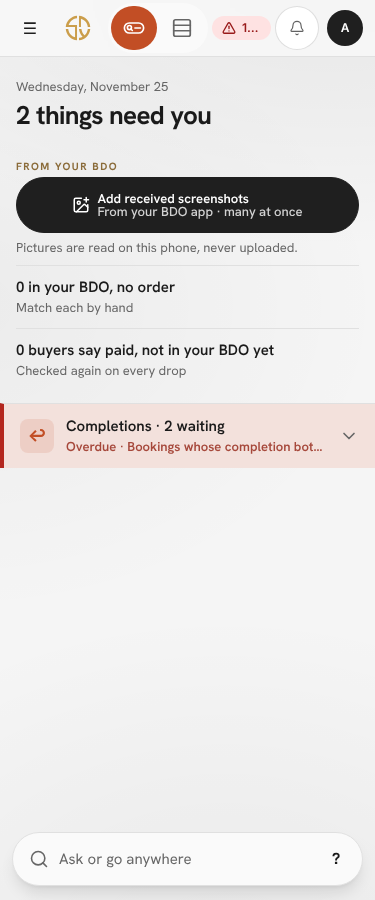 1...
A
Wednesday, November 25
2 things need you
FROM YOUR BDO
Add received screenshots
From your BDO app · many at once
Pictures are read on this phone, never uploaded.
0 in your BDO, no order
Match each by hand
0 buyers say paid, not in your BDO yet
Checked again on every drop
Completions · 2 waiting
Overdue · Bookings whose completion bot...
Ask or go anywhere
?